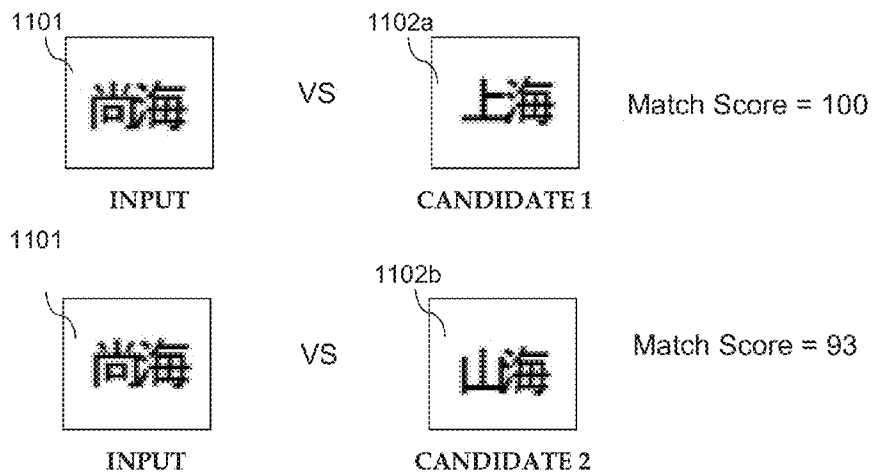 1101
1102a
尚海
VS
上海
Match Score = 100
INPUT
CANDIDATE 1
1101
1102b
尚海
VS
山海
Match Score = 93
INPUT
CANDIDATE 2